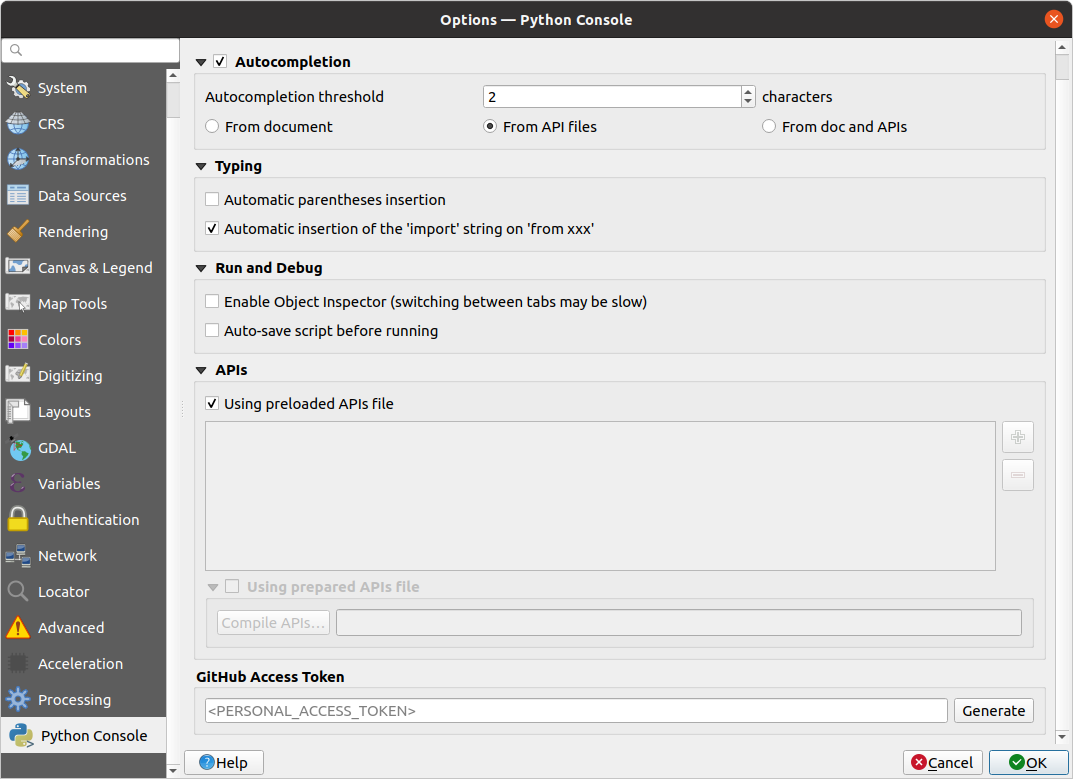 Options — Python Console
System
CRS
Transformations
Data Sources
Rendering
Canvas & Legend
Map Tools
Colors
Digitizing
Layouts
GDAL
Variables
Authentication
Network
Locator
Advanced
Acceleration
Processing
Python Console
Autocompletion
Autocompletion threshold 2 characters
From document From API files From doc and APIs
Typing
Automatic parentheses insertion
Automatic insertion of the 'import' string on 'from xxx'
Run and Debug
Enable Object Inspector (switching between tabs may be slow)
Auto-save script before running
APIs
Using preloaded APIs file
Using prepared APIs file
Compile APIs...
GitHub Access Token
<PERSONAL_ACCESS_TOKEN> Generate
Help Cancel OK